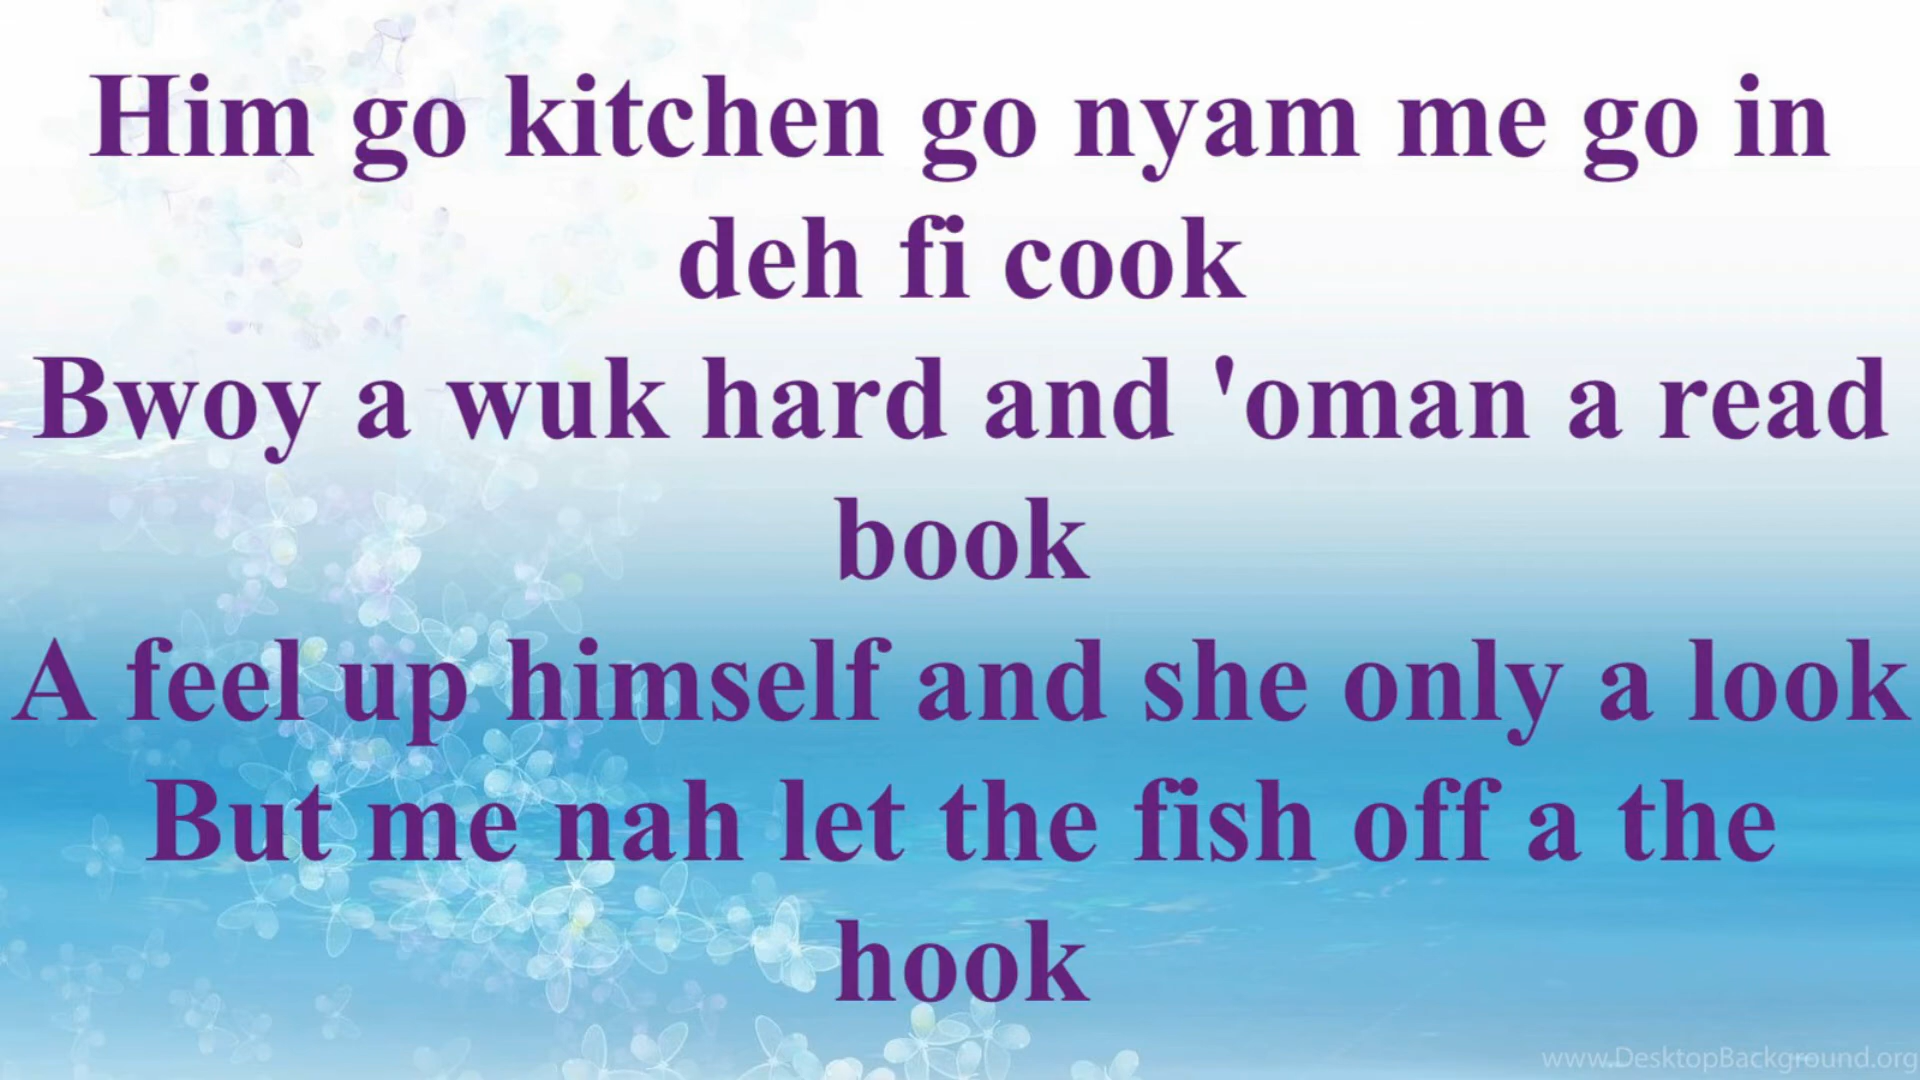 Him go kitchen go nyam me go in
deh fi cook
Bwoy a wuk hard and 'oman a read
book
A feel up himself and she only a look
But me nah let the fish off a the
hook
www.DesktopBackground.org